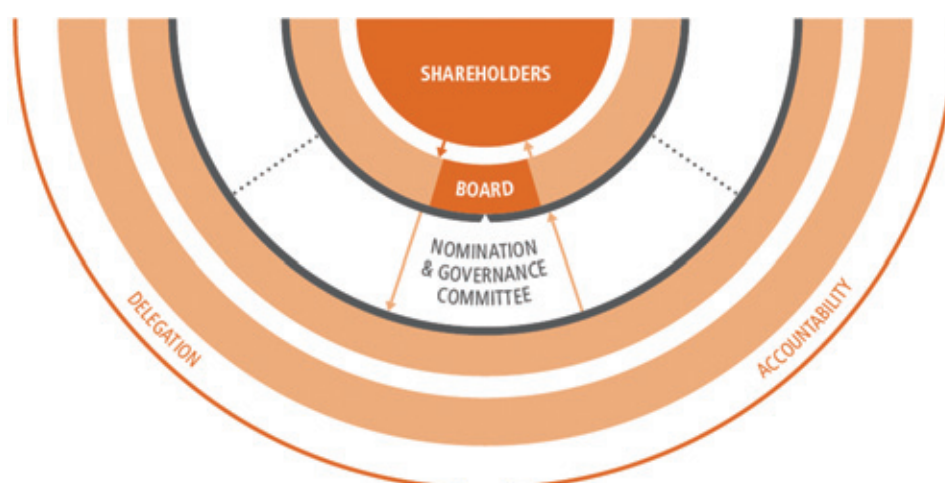 SHAREHOLDERS
BOARD
NOMINATION
& GOVERNANCE
COMMITTEE
DELEGATION
ACCOUNTABILITY